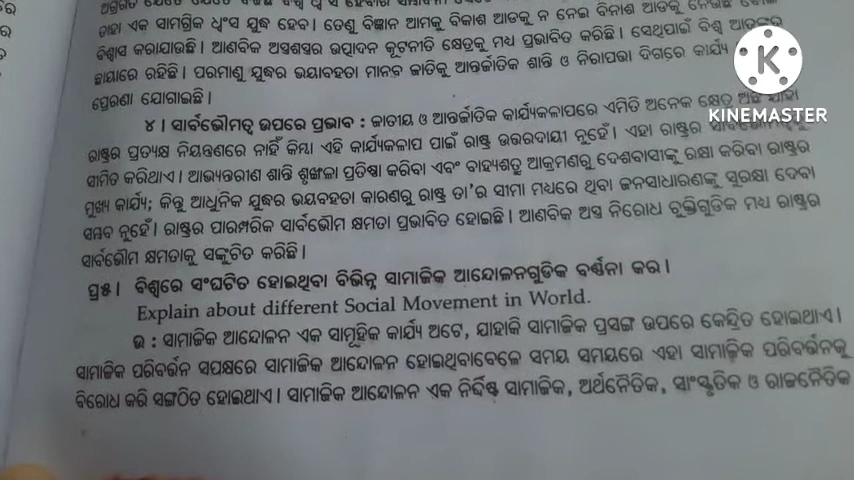 ତାହା ଏକ ସାମଗ୍ରିକ ଧ୍ୱଂସ ଯୁଦ୍ଧ ହେବ। ତେଣୁ ବିଜ୍ଞାନ ଆମକୁ ବିକାଶ ଆଡକୁ ନ ନେଇ ବିନାଶ ଆଡକୁ ନେଉଛି
ବିଶ୍ୱାସ କରାଯାଉଛି। ଆଣବିକ ଅସ୍ତ୍ରଶସ୍ତ୍ରର ଉତ୍ପାଦନ କୂଟନୀତି କ୍ଷେତ୍ରକୁ ମଧ୍ୟ ପ୍ରଭାବିତ କରିଛି। ସେଥିପାଇଁ ବିଶ୍ୱ
ଛାୟାରେ ରହିଛି। ପରମାଣୁ ଯୁଦ୍ଧର ଭୟାବହତା ମାନବ ଜାତିକୁ ଆନ୍ତର୍ଜାତିକ ଶାନ୍ତି ଓ ନିରାପତ୍ତା ଦିଗରେ କାର୍ଯ୍ୟ
ପ୍ରେରଣା ଯୋଗାଇଛି।
KINEMASTER
୪। ସାର୍ବଭୌମତ୍ୱ ଉପରେ ପ୍ରଭାବ : ଜାତୀୟ ଓ ଆନ୍ତର୍ଜାତିକ କାର୍ଯ୍ୟକଳାପରେ ଏମିତି ଅନେକ କ୍ଷେତ୍ର ଅଛି ଯାହା
ରାଷ୍ଟ୍ରର ପ୍ରତ୍ୟକ୍ଷ ନିୟନ୍ତ୍ରଣରେ ନାହିଁ କିମ୍ବା ଏହି କାର୍ଯ୍ୟକଳାପ ପାଇଁ ରାଷ୍ଟ୍ର ଉତ୍ତରଦାୟୀ ନୁହେଁ। ଏହା ରାଷ୍ଟ୍ରର
ସୀମିତ କରିଥାଏ। ଆଭ୍ୟନ୍ତରୀଣ ଶାନ୍ତି ଶୃଙ୍ଖଳା ପ୍ରତିଷ୍ଠା କରିବା ଏବଂ ବାହ୍ୟଶତ୍ରୁ ଆକ୍ରମଣରୁ ଦେଶବାସୀଙ୍କୁ ରକ୍ଷା କରିବା ରାଷ୍ଟ୍ରର
ମୁଖ୍ୟ କାର୍ଯ୍ୟ; କିନ୍ତୁ ଆଧୁନିକ ଯୁଦ୍ଧର ଭୟାବହତା କାରଣରୁ ରାଷ୍ଟ୍ର ତା'ର ସୀମା ମଧ୍ୟରେ ଥିବା ଜନସାଧାରଣଙ୍କୁ ସୁରକ୍ଷା ଦେବା
ସମ୍ଭବ ନୁହେଁ। ରାଷ୍ଟ୍ରର ପାରମ୍ପରିକ ସାର୍ବଭୌମ କ୍ଷମତା ପ୍ରଭାବିତ ହୋଇଛି। ଆଣବିକ ଅସ୍ତ୍ର ନିରୋଧ ଚୁକ୍ତିଗୁଡିକ ମଧ୍ୟ ରାଷ୍ଟ୍ରର
ସାର୍ବଭୌମ କ୍ଷମତାକୁ ସଙ୍କୁଚିତ କରିଛି।
ପ୍ର୫। ବିଶ୍ୱରେ ସଂଘଟିତ ହୋଇଥିବା ବିଭିନ୍ନ ସାମାଜିକ ଆନ୍ଦୋଳନଗୁଡିକ ବର୍ଣ୍ଣନା କର।
Explain about different Social Movement in World.
ଉ : ସାମାଜିକ ଆନ୍ଦୋଳନ ଏକ ସାମୂହିକ କାର୍ଯ୍ୟ ଅଟେ, ଯାହାକି ସାମାଜିକ ପ୍ରସଙ୍ଗ ଉପରେ କେନ୍ଦ୍ରିତ ହୋଇଥାଏ।
ସାମାଜିକ ପରିବର୍ତ୍ତନ ସପକ୍ଷରେ ସାମାଜିକ ଆନ୍ଦୋଳନ ହୋଇଥିବାବେଳେ ସମୟ ସମୟରେ ଏହା ସାମାଜିକ ପରିବର୍ତ୍ତନକୁ
ବିରୋଧ କରି ସଙ୍ଗଠିତ ହୋଇଥାଏ। ସାମାଜିକ ଆନ୍ଦୋଳନ ଏକ ନିର୍ଦ୍ଦିଷ୍ଟ ସାମାଜିକ, ଅର୍ଥନୈତିକ, ସାଂସ୍କୃତିକ ଓ ରାଜନୈତିକ